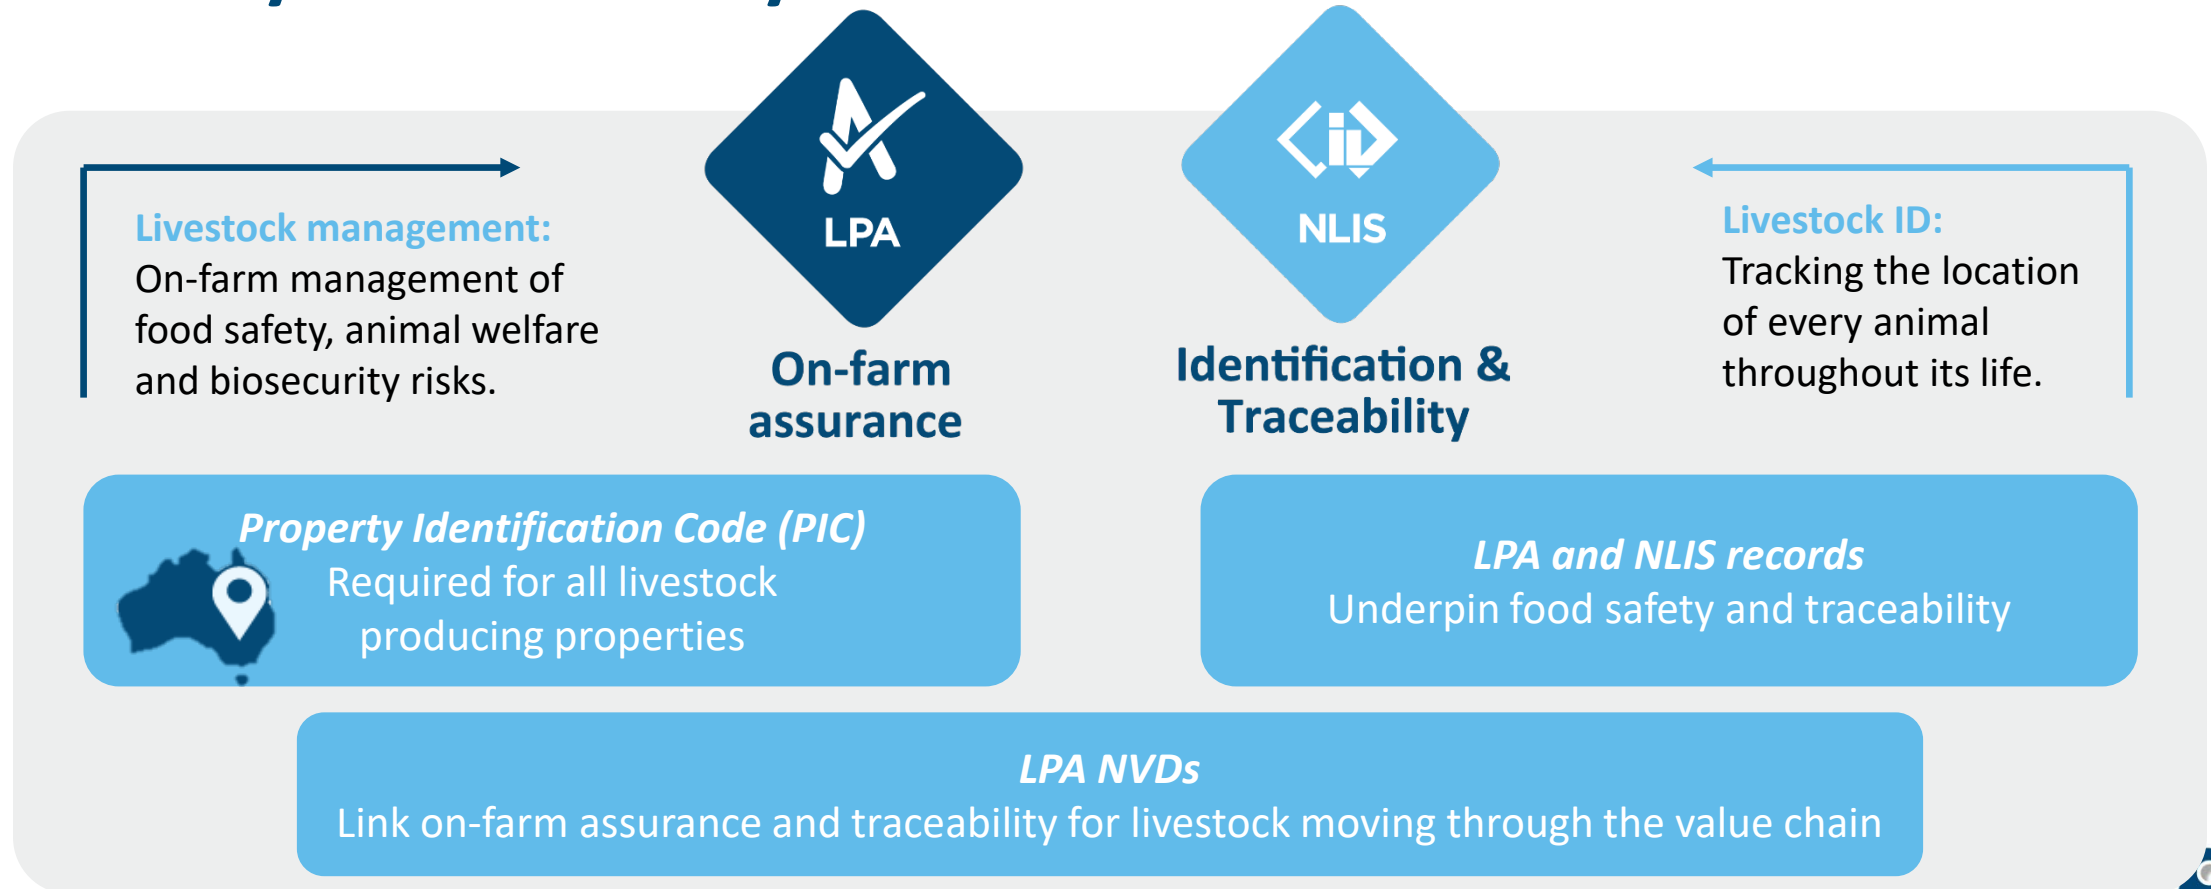 LPA
NLIS
Livestock management:
On-farm management of
food safety, animal welfare
and biosecurity risks.
On-farm
assurance
Identification &
Traceability
Livestock ID:
Tracking the location
of every animal
throughout its life.
Property Identification Code (PIC)
Required for all livestock
producing properties
LPA and NLIS records
Underpin food safety and traceability
LPA NVDs
Link on-farm assurance and traceability for livestock moving through the value chain